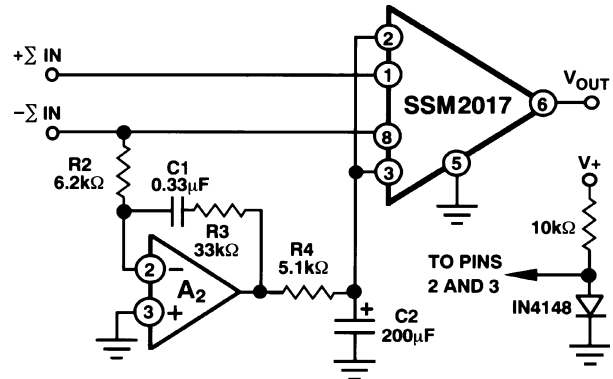 +Σ IN
−Σ IN
2
1
8
3
SSM2017
6
5
V_OUT
R2
6.2kΩ
C1
0.33µF
R3
33kΩ
2
−
3
+
A2
R4
5.1kΩ
+
C2
200µF
V+
10kΩ
TO PINS
2 AND 3
IN4148